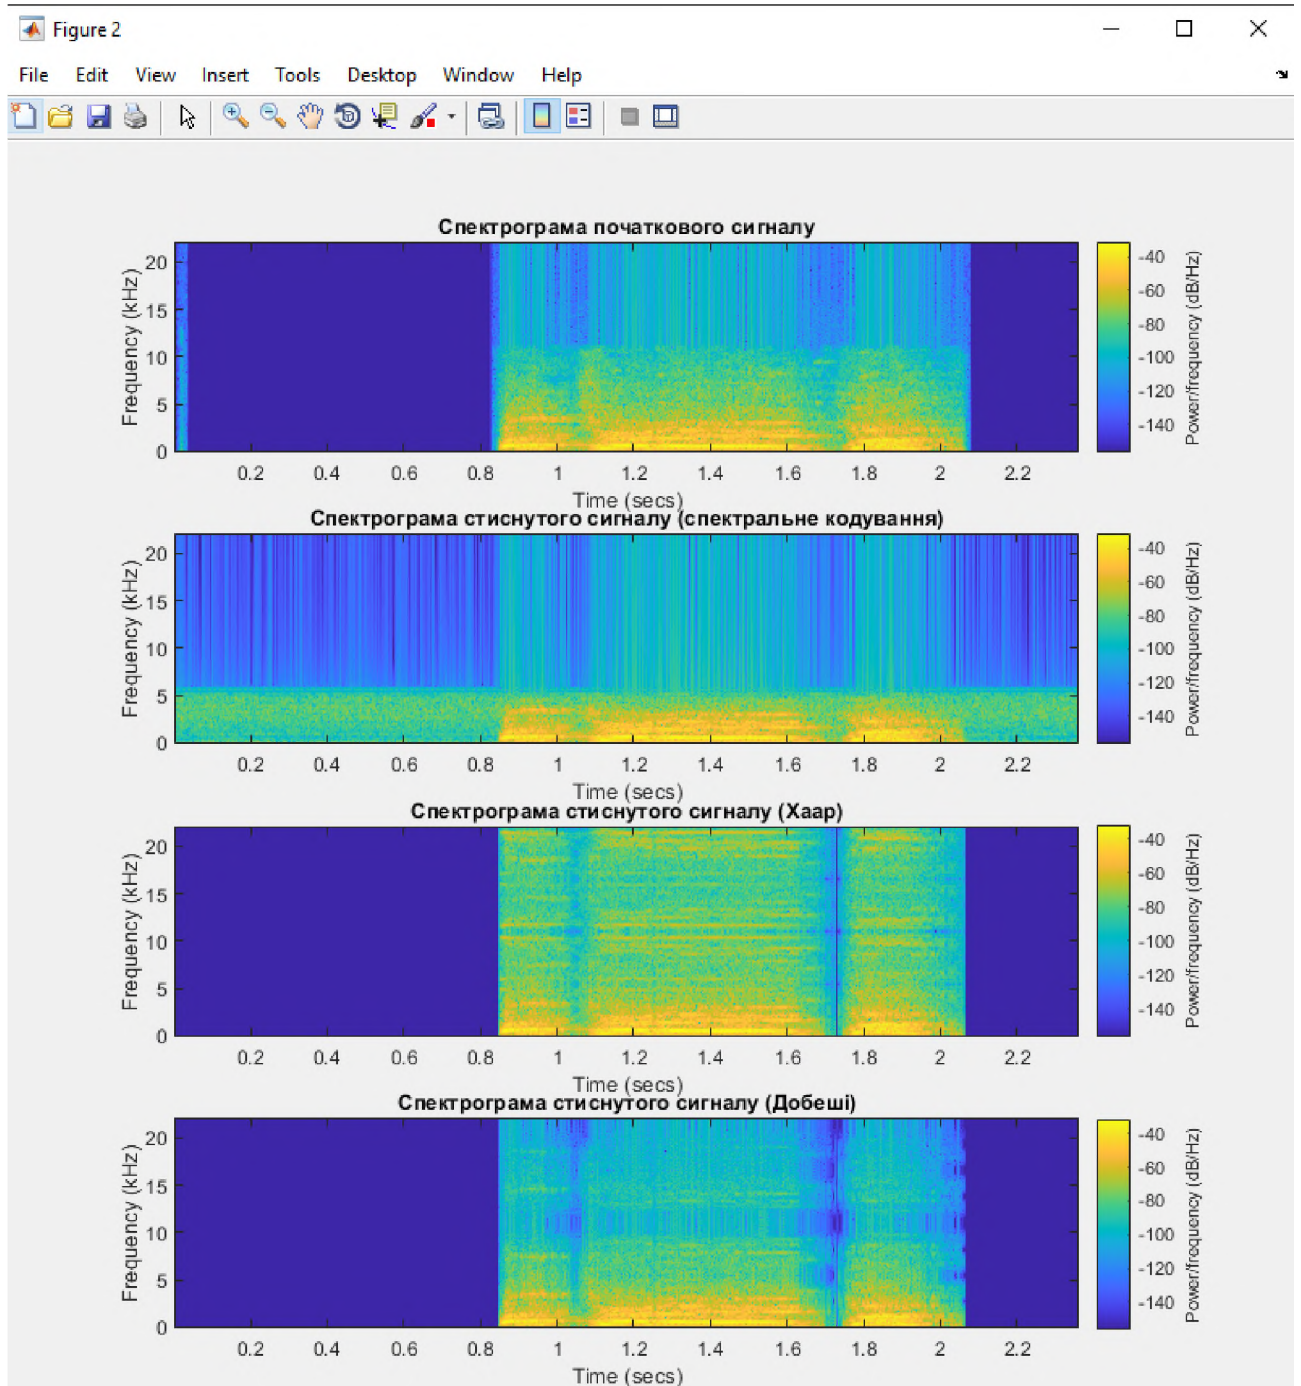 Figure 2
File Edit View Insert Tools Desktop Window Help
Спектрограма початкового сигналу
Frequency (kHz)
20
15
10
5
0
0.2 0.4 0.6 0.8 1 1.2 1.4 1.6 1.8 2 2.2
Time (secs)
-40
-60
-80
-100
-120
-140
Power/frequency (dB/Hz)
Спектрограма стиснутого сигналу (спектральне кодування)
Frequency (kHz)
20
15
10
5
0
0.2 0.4 0.6 0.8 1 1.2 1.4 1.6 1.8 2 2.2
Time (secs)
-40
-60
-80
-100
-120
-140
Power/frequency (dB/Hz)
Спектрограма стиснутого сигналу (Хаар)
Frequency (kHz)
20
15
10
5
0
0.2 0.4 0.6 0.8 1 1.2 1.4 1.6 1.8 2 2.2
Time (secs)
-40
-60
-80
-100
-120
-140
Power/frequency (dB/Hz)
Спектрограма стиснутого сигналу (Добеші)
Frequency (kHz)
20
15
10
5
0
0.2 0.4 0.6 0.8 1 1.2 1.4 1.6 1.8 2 2.2
Time (secs)
-40
-60
-80
-100
-120
-140
Power/frequency (dB/Hz)